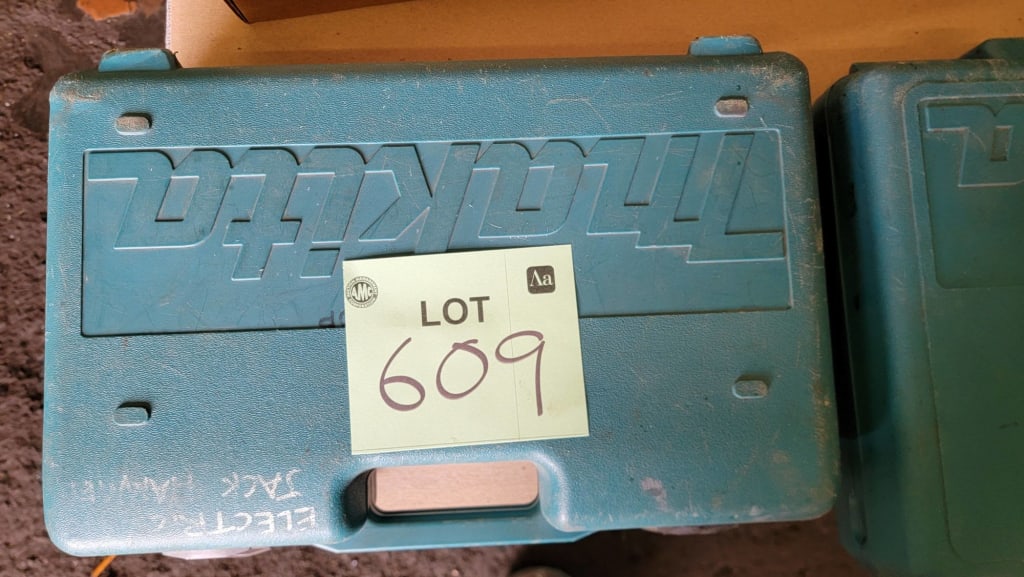 Makita
Aa
LOT
609
ELECTRIC
JACK HAMMER